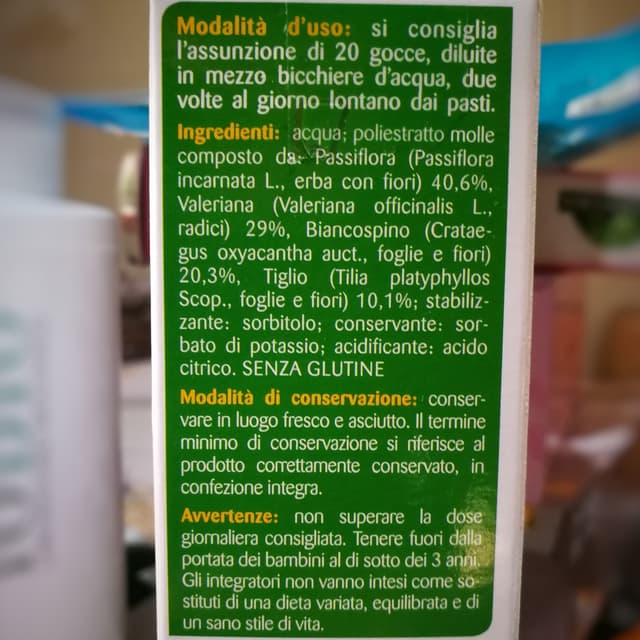 Modalità d'uso: si consiglia
l'assunzione di 20 gocce, diluite
in mezzo bicchiere d'acqua, due
volte al giorno lontano dai pasti.
Ingredienti: acqua; poliestratto molle
composto da: Passiflora (Passiflora
incarnata L., erba con fiori) 40,6%,
Valeriana (Valeriana officinalis L.,
radici) 29%, Biancospino (Cratae-
gus oxyacantha auct., foglie e fiori)
20,3%, Tiglio (Tilia platyphyllos
Scop., foglie e fiori) 10,1%; stabiliz-
zante: sorbitolo; conservante: sor-
bato di potassio; acidificante: acido
citrico. SENZA GLUTINE
Modalità di conservazione: conser-
vare in luogo fresco e asciutto. Il termine
minimo di conservazione si riferisce al
prodotto correttamente conservato, in
confezione integra.
Avvertenze: non superare la dose
giornaliera consigliata. Tenere fuori dalla
portata dei bambini al di sotto dei 3 anni.
Gli integratori non vanno intesi come so-
stituti di una dieta variata, equilibrata e di
un sano stile di vita.